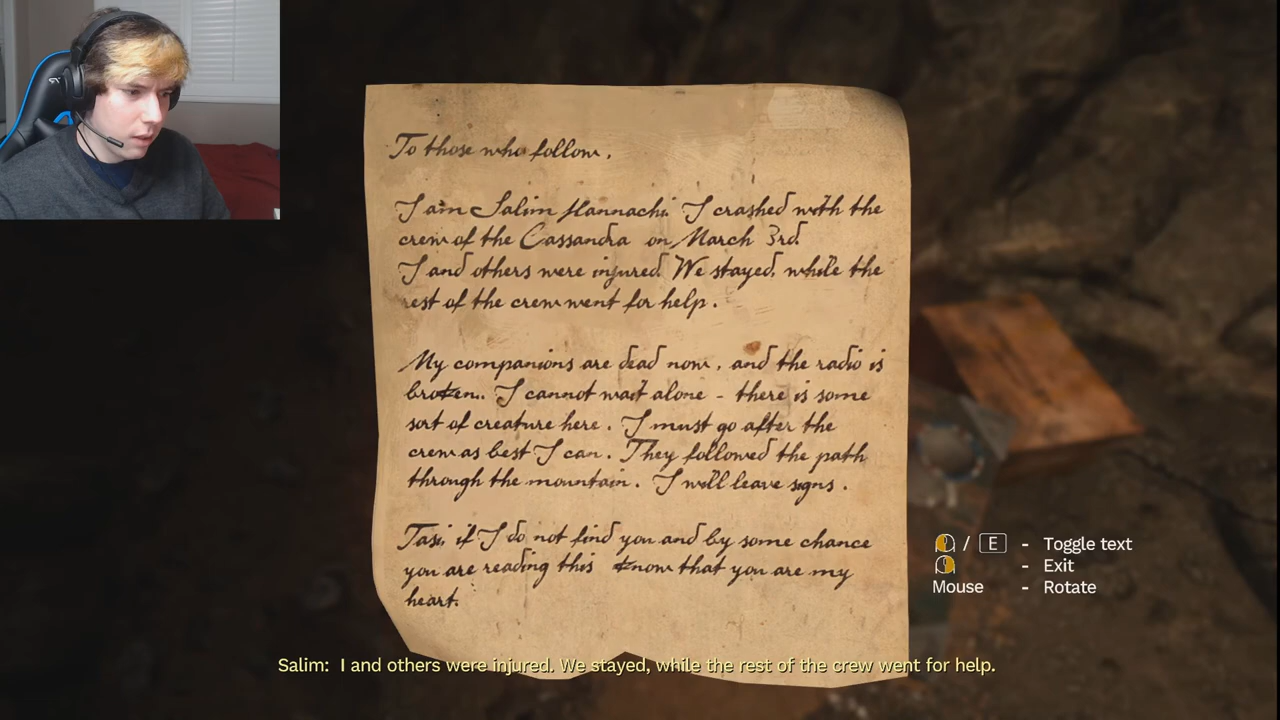 To those who follow,
I am Salim Hannachi. I crashed with the
crew of the Cassandra on March 3rd.
I and others were injured. We stayed, while the
rest of the crew went for help.
My companions are dead now, and the radio is
broken. I cannot wait alone - there is some
sort of creature here. I must go after the
crew as best I can. They followed the path
through the mountain. I will leave signs.
Tasi, if I do not find you and by some chance
you are reading this know that you are my
heart.
/ E - Toggle text
- Exit
Mouse - Rotate
Salim: I and others were injured. We stayed, while the rest of the crew went for help.